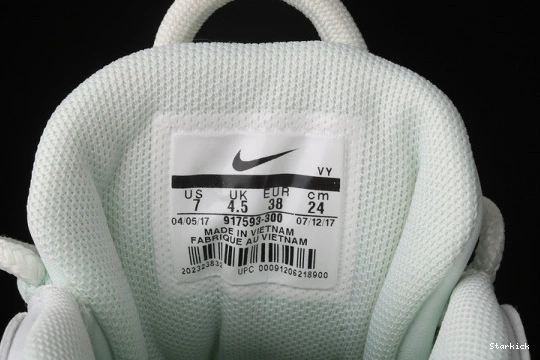 VY
US UK EUR cm
7 4.5 38 24
04/05/17 917593-300 07/12/17
MADE IN VIETNAM
FABRIQUE AU VIETNAM
UPC 00091206218900
Starkick